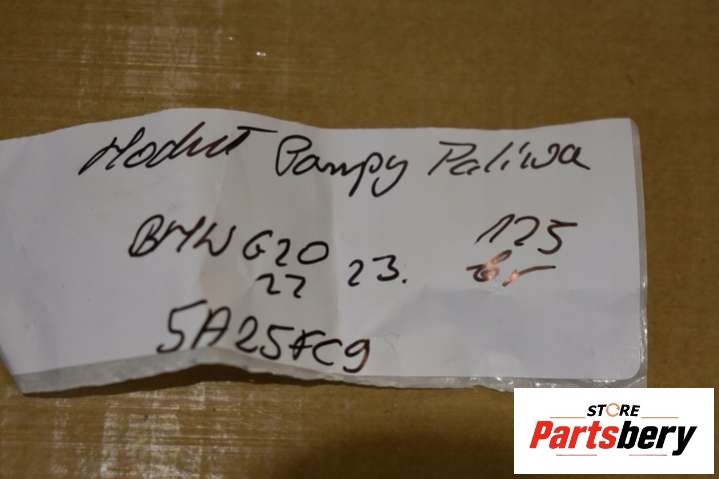 Moduł Pompy Paliwa
BMW G20 22 23. 125
5A25FC9
STORE
Partsbery